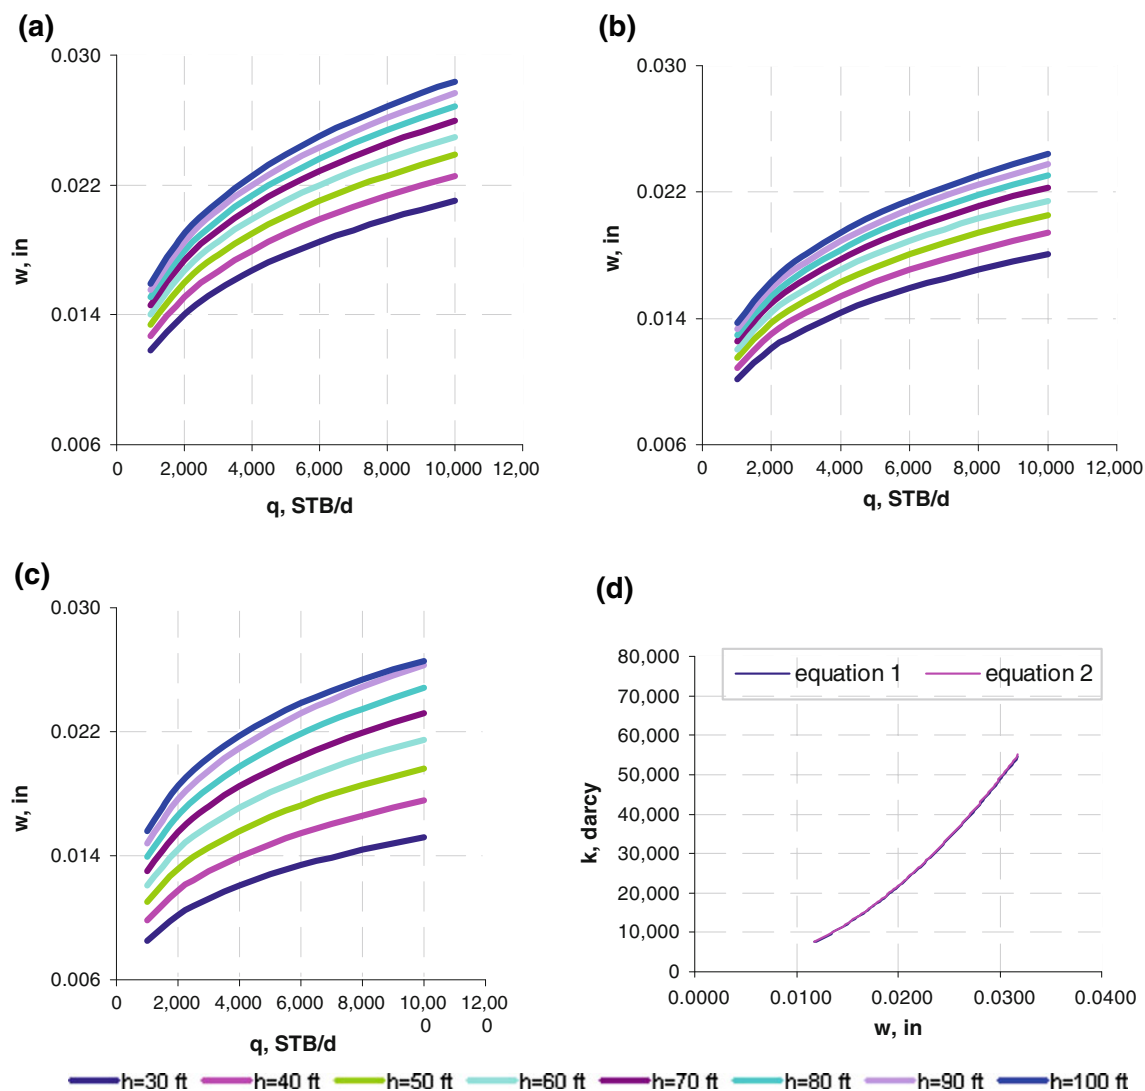 (a)
0.030
0.022
0.014
0.006
w, in
0 2,000 4,000 6,000 8,000 10,000 12,00
0
q, STB/d
(b)
0.030
0.022
0.014
0.006
w, in
0 2,000 4,000 6,000 8,000 10,000 12,000
q, STB/d
(c)
0.030
0.022
0.014
0.006
w, in
0 2,000 4,000 6,000 8,000 10,00 12,00
0 0
q, STB/d
(d)
80,000
70,000
60,000
50,000
40,000
30,000
20,000
10,000
0
k, darcy
equation 1 equation 2
0.0000 0.0100 0.0200 0.0300 0.0400
w, in
h=30 ft h=40 ft h=50 ft h=60 ft h=70 ft h=80 ft h=90 ft h=100 ft